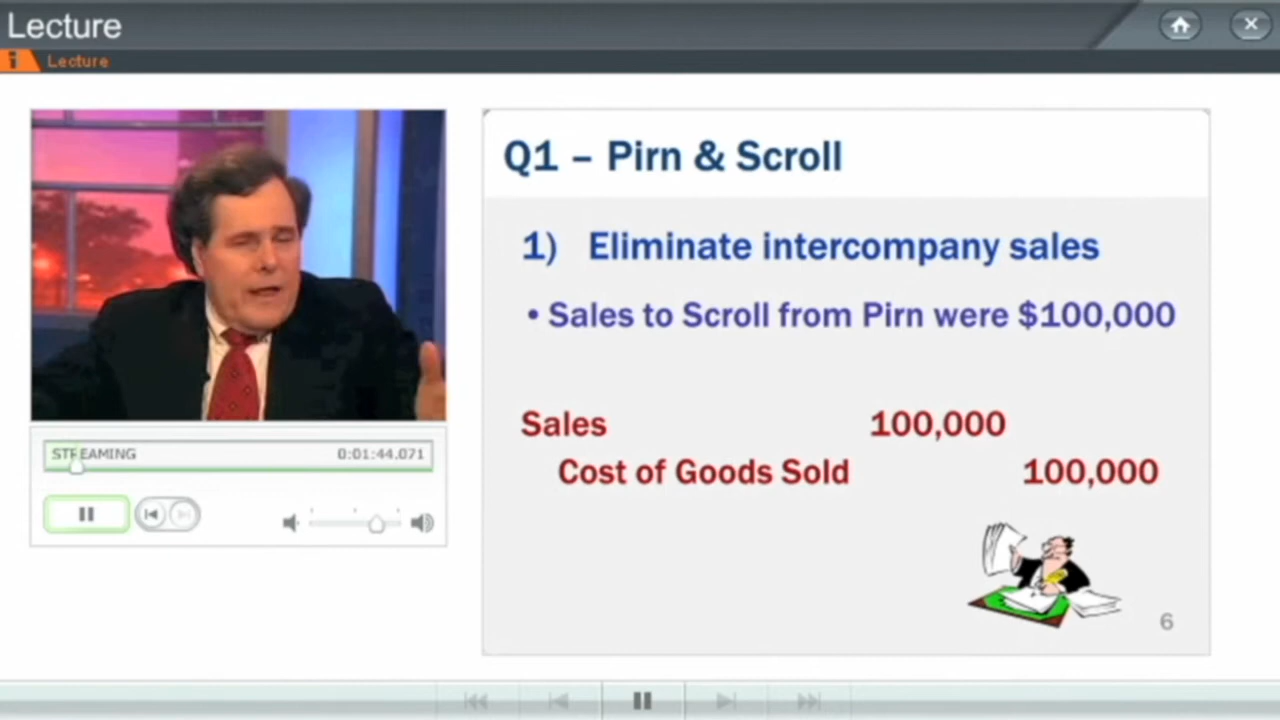 Lecture
i Lecture
Q1 – Pirn & Scroll
1) Eliminate intercompany sales
• Sales to Scroll from Pirn were $100,000
Sales 100,000
Cost of Goods Sold 100,000
STREAMING 0:01:44.071
6